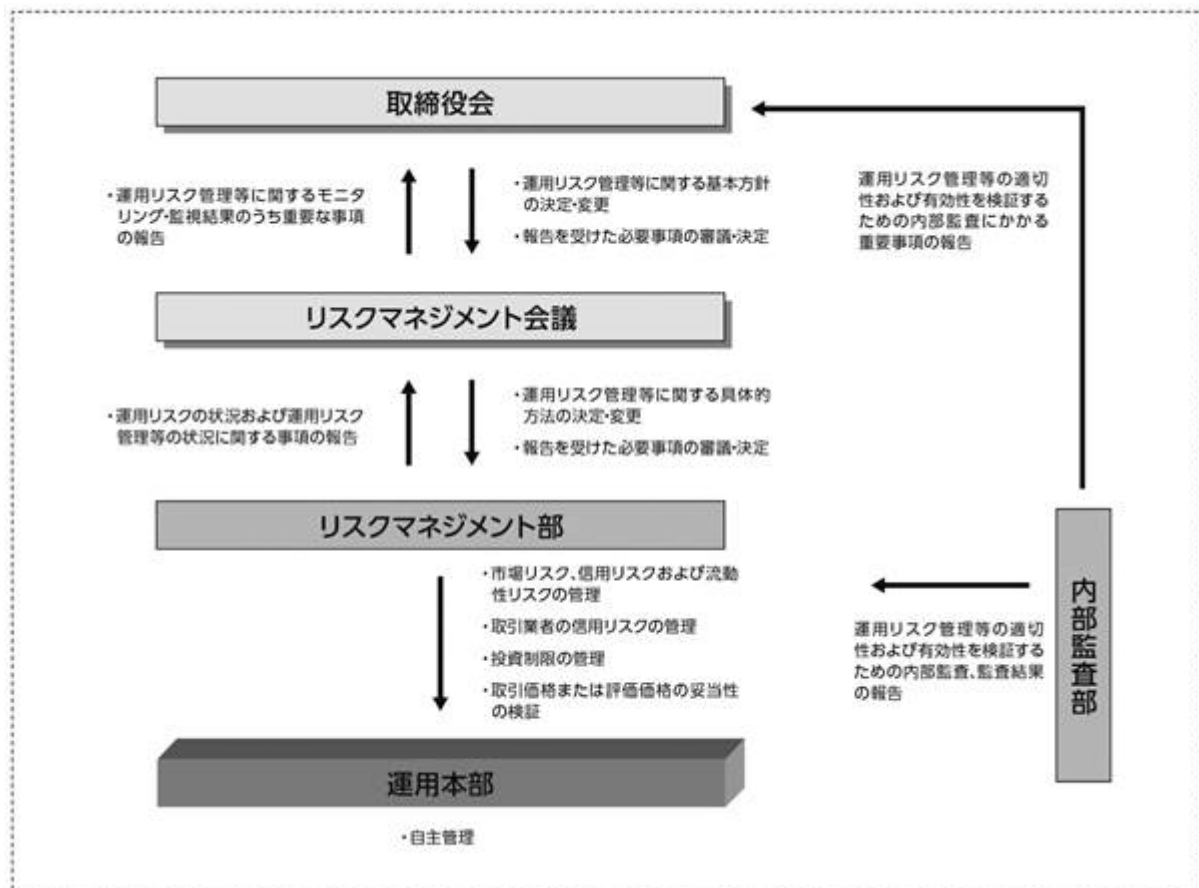 取締役会
・運用リスク管理等に関するモニタ
リング・監視結果のうち重要な事項
の報告
・運用リスク管理等に関する基本方針
の決定・変更
・報告を受けた必要事項の審議・決定
運用リスク管理等の適切
性および有効性を検証する
ための内部監査にかかる
重要事項の報告
リスクマネジメント会議
・運用リスクの状況および運用リスク
管理等の状況に関する事項の報告
・運用リスク管理等に関する具体的
方法の決定・変更
・報告を受けた必要事項の審議・決定
リスクマネジメント部
・市場リスク、信用リスクおよび流動
性リスクの管理
・取引業者の信用リスクの管理
・投資制限の管理
・取引価格または評価価格の妥当性
の検証
運用リスク管理等の適切
性および有効性を検証する
ための内部監査、監査結果
の報告
内部監査部
運用本部
・自主管理